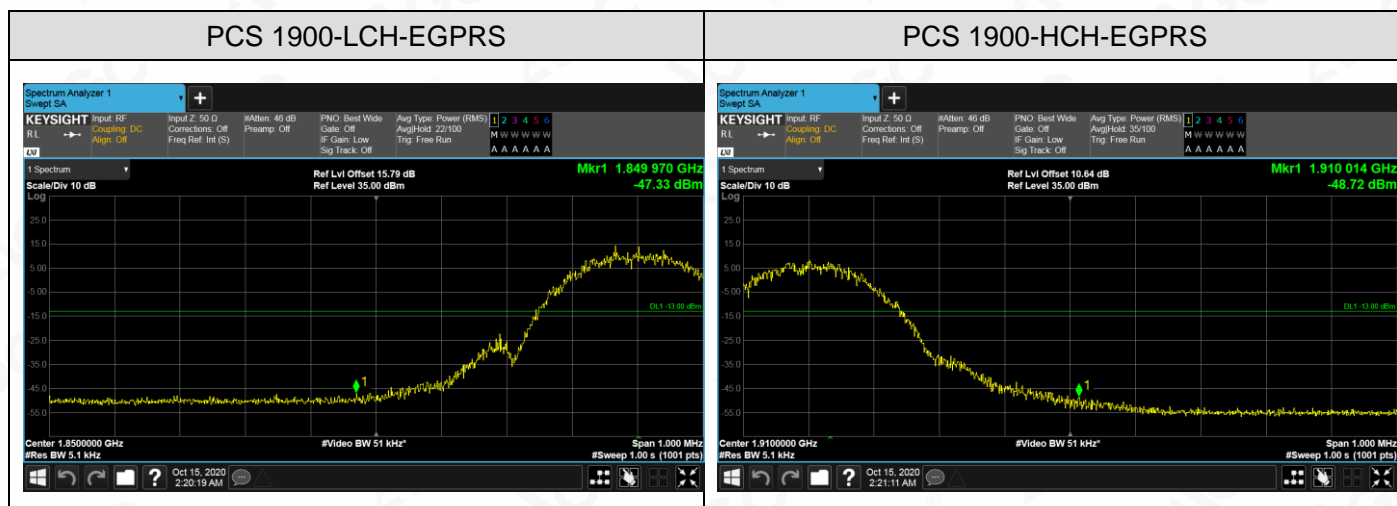 PCS 1900-LCH-EGPRS
PCS 1900-HCH-EGPRS
Spectrum Analyzer 1
Swept SA
KEYSIGHT
RL
LXI
Input: RF
Coupling: DC
Align: Off
Input Z: 50 Ω
Corrections: Off
Freq Ref: Int (S)
#Atten: 46 dB
Preamp: Off
PNO: Best Wide
Gate: Off
IF Gain: Low
Sig Track: Off
Avg Type: Power (RMS)
Avg|Hold: 22/100
Trig: Free Run
1 2 3 4 5 6
M W W W W W
A A A A A A
1 Spectrum
Scale/Div 10 dB
Log
Ref Lvl Offset 15.79 dB
Ref Level 35.00 dBm
Mkr1 1.849 970 GHz
-47.33 dBm
25.0
15.0
5.00
-5.00
DL1 -13.00 dBm
-15.0
-25.0
-35.0
-45.0
1
-55.0
Center 1.8500000 GHz
#Res BW 5.1 kHz
#Video BW 51 kHz*
Span 1.000 MHz
#Sweep 1.00 s (1001 pts)
Oct 15, 2020
2:20:19 AM
Spectrum Analyzer 1
Swept SA
KEYSIGHT
RL
LXI
Input: RF
Coupling: DC
Align: Off
Input Z: 50 Ω
Corrections: Off
Freq Ref: Int (S)
#Atten: 46 dB
Preamp: Off
PNO: Best Wide
Gate: Off
IF Gain: Low
Sig Track: Off
Avg Type: Power (RMS)
Avg|Hold: 35/100
Trig: Free Run
1 2 3 4 5 6
M W W W W W
A A A A A A
1 Spectrum
Scale/Div 10 dB
Log
Ref Lvl Offset 10.64 dB
Ref Level 35.00 dBm
Mkr1 1.910 014 GHz
-48.72 dBm
25.0
15.0
5.00
-5.00
DL1 -13.00 dBm
-15.0
-25.0
-35.0
-45.0
1
-55.0
Center 1.9100000 GHz
#Res BW 5.1 kHz
#Video BW 51 kHz*
Span 1.000 MHz
#Sweep 1.00 s (1001 pts)
Oct 15, 2020
2:21:11 AM